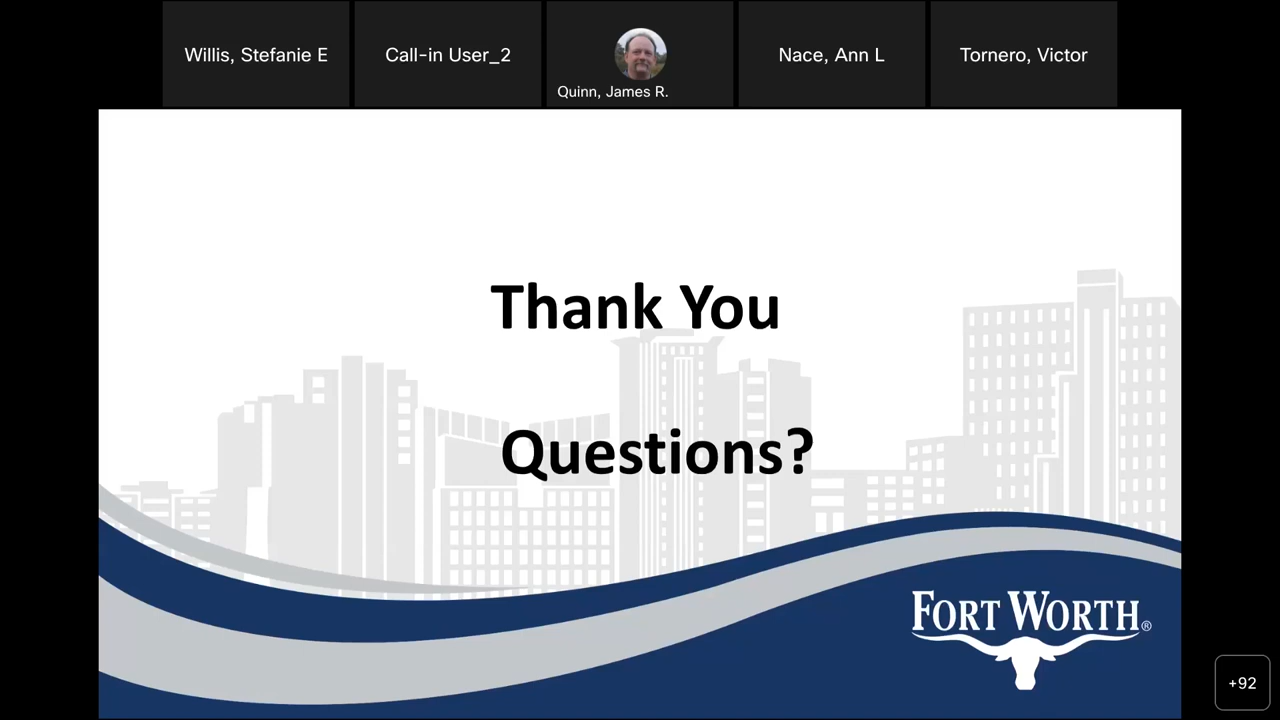 Willis, Stefanie E
Call-in User_2
Quinn, James R.
Nace, Ann L
Tornero, Victor
Thank You
Questions?
FORT WORTH®
+92